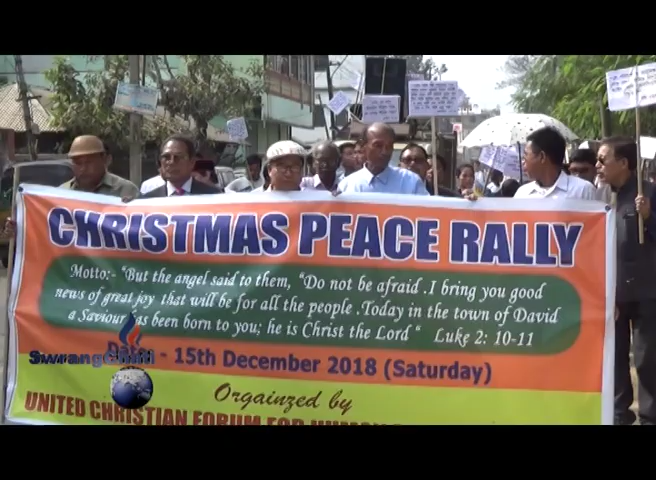 CHRISTMAS PEACE RALLY
Motto:- "But the angel said to them, "Do not be afraid .I bring you good
news of great joy that will be for all the people .Today in the town of David
a Saviour has been born to you; he is Christ the Lord" Luke 2: 10-11
- 15th December 2018 (Saturday)
Orgainzed by
UNITED CHRISTIAN FORUM FOR HUMAN